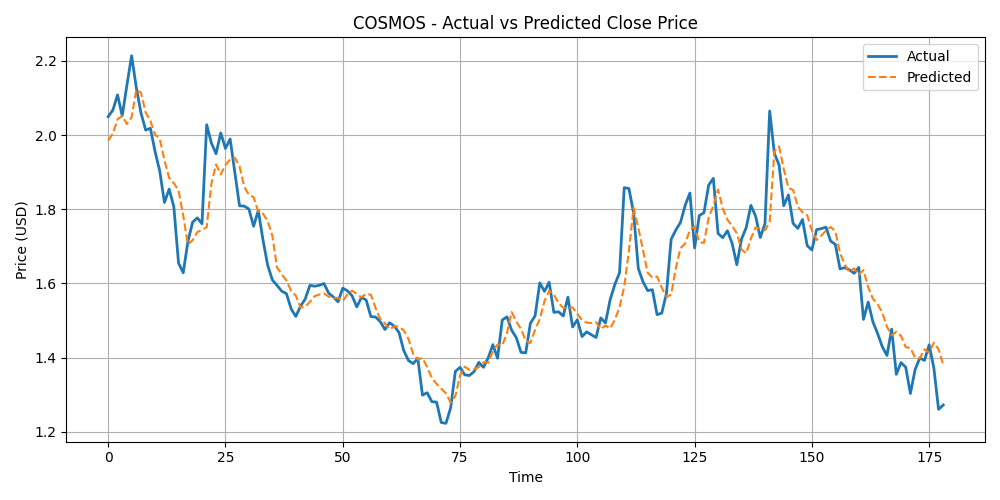 COSMOS - Actual vs Predicted Close Price
Actual
Predicted
Price (USD)
2.2
2.0
1.8
1.6
1.4
1.2
0 25 50 75 100 125 150 175
Time